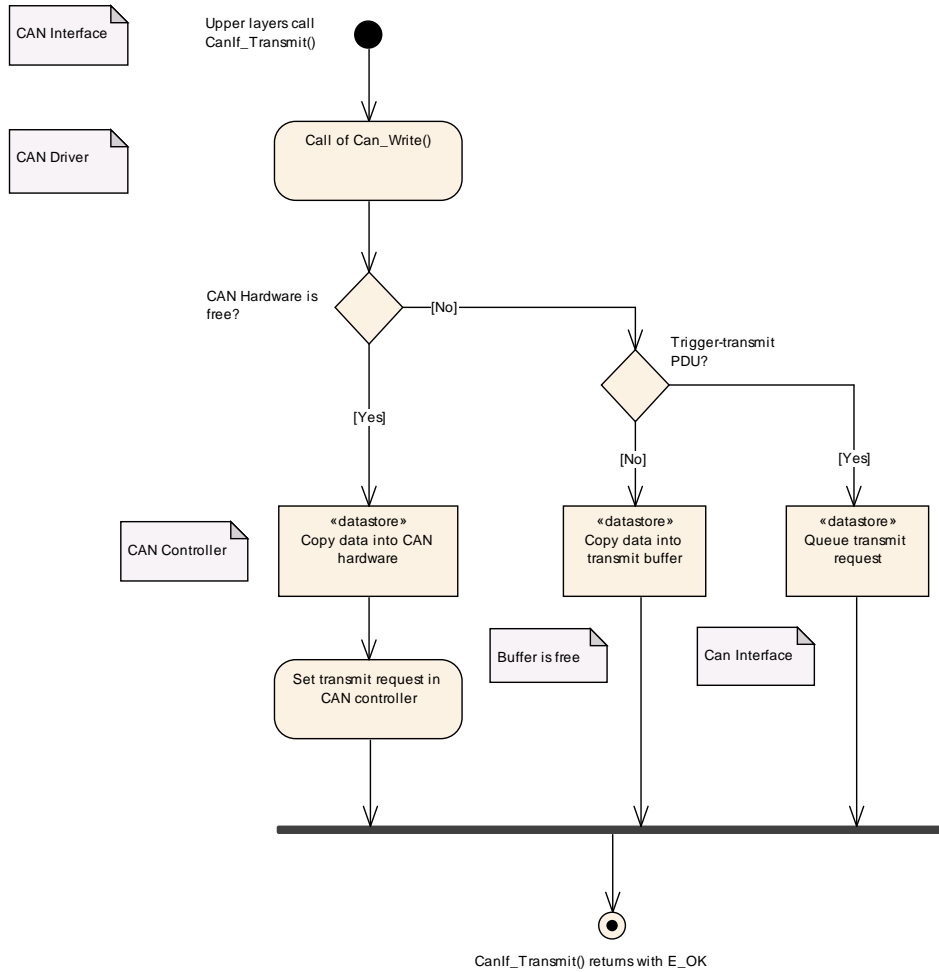 CAN Interface
Upper layers call
CanIf_Transmit()
CAN Driver
Call of Can_Write()
CAN Hardware is
free?
[No]
Trigger-transmit
PDU?
[Yes]
[No]
[Yes]
CAN Controller
«datastore»
Copy data into CAN
hardware
«datastore»
Copy data into
transmit buffer
«datastore»
Queue transmit
request
Buffer is free
Can Interface
Set transmit request in
CAN controller
CanIf_Transmit() returns with E_OK